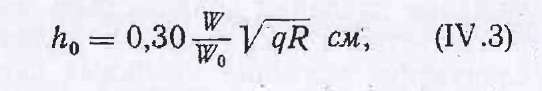 h₀ = 0,30 W/W₀ √qR см, (IV.3)